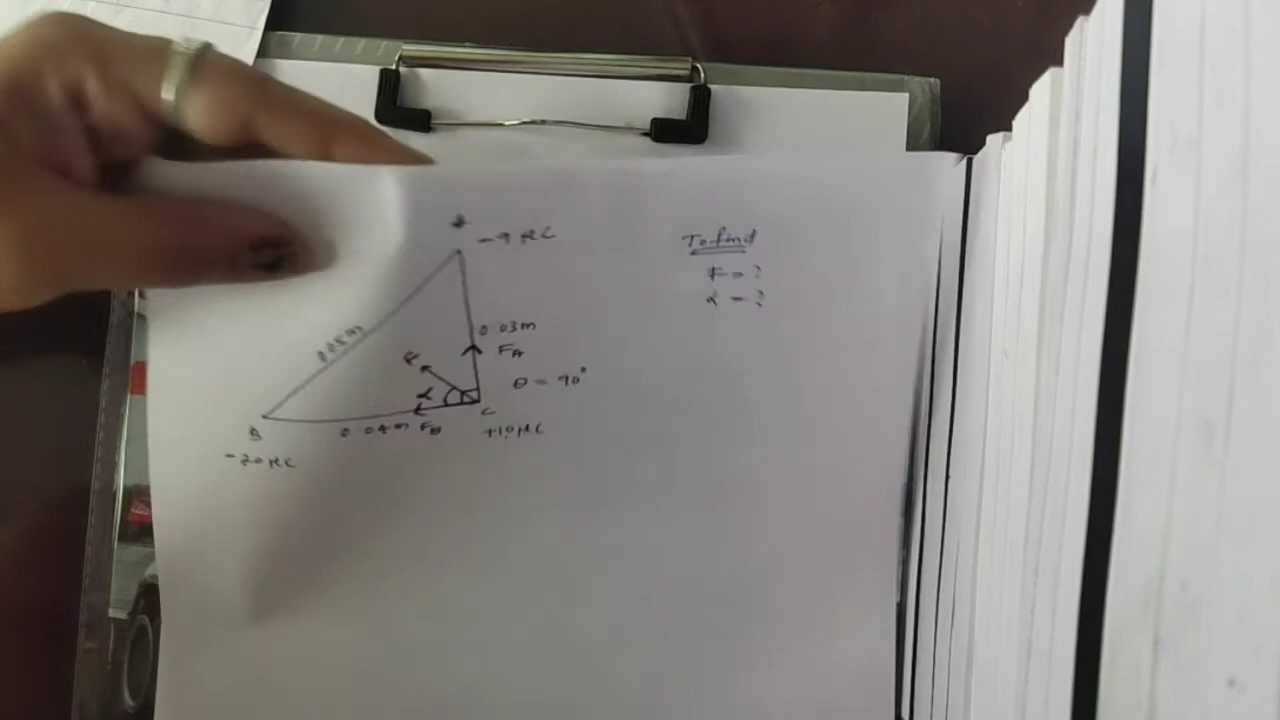 A
-9 μC
To find
F = ?
α = ?
0.03m
0.05m
FA
F
θ = 90°
α
C
B
0.04m FB
+10 μC
-20 μC